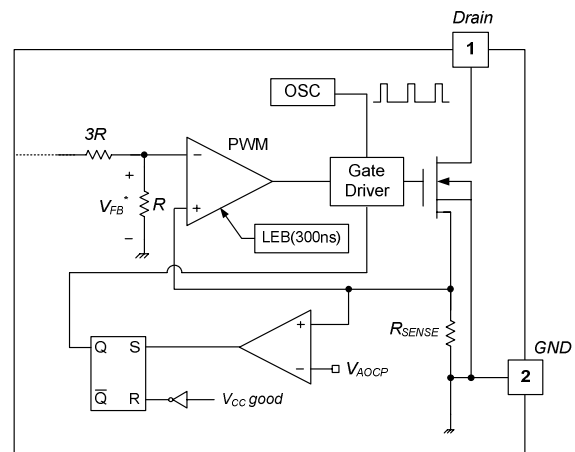 Drain
1
OSC
3R
PWM
−
+
V_FB*
R
−
+
Gate
Driver
LEB(300ns)
R_SENSE
GND
2
+
−
V_AOCP
Q
S
Q̅
R
V_CC good